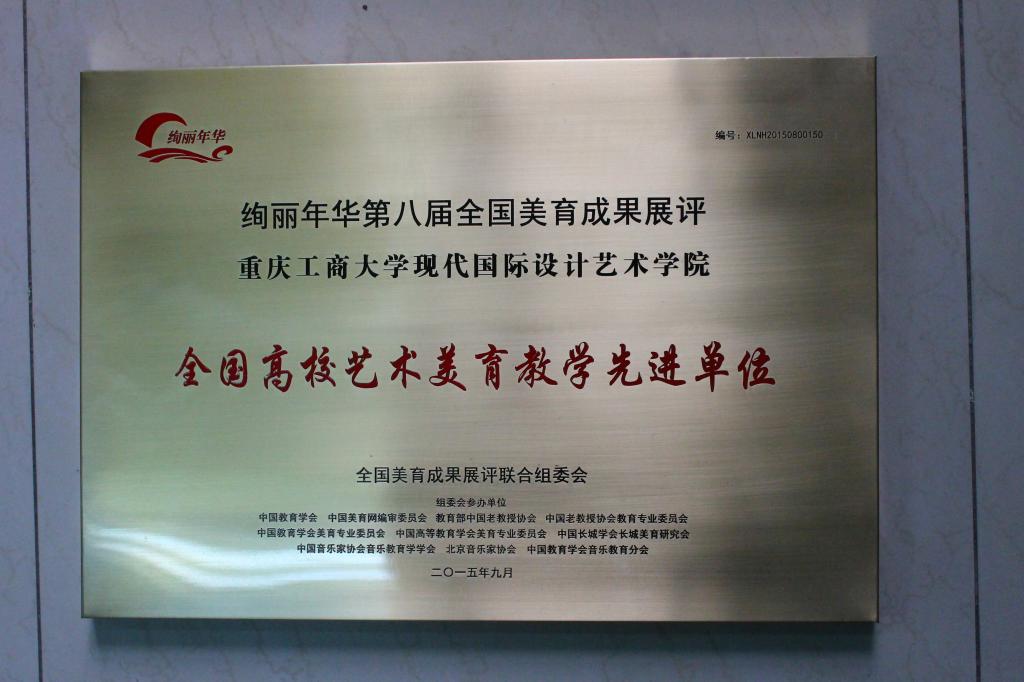 绚丽年华
编号：XLNH20150800150
绚丽年华第八届全国美育成果展评
重庆工商大学现代国际设计艺术学院
全国高校艺术美育教学先进单位
全国美育成果展评联合组委会
组委会参办单位
中国教育学会 中国美育网编审委员会 教育部中国老教授协会 中国老教授协会教育专业委员会
中国教育学会美育专业委员会 中国高等教育学会美育专业委员会 中国长城学会长城美育研究会
中国音乐家协会音乐教育学学会 北京音乐家协会 中国教育学会音乐教育分会
二〇一五年九月